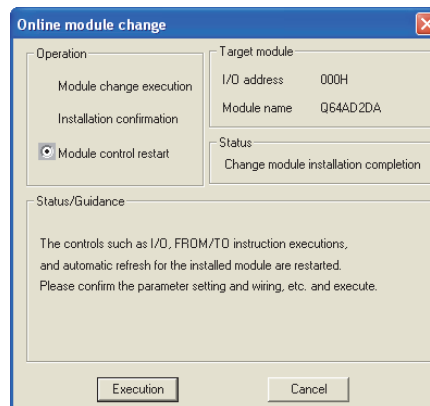 Online module change
Operation
Module change execution
Installation confirmation
Module control restart
Target module
I/O address 000H
Module name Q64AD2DA
Status
Change module installation completion
Status/Guidance
The controls such as I/O, FROM/TO instruction executions,
and automatic refresh for the installed module are restarted.
Please confirm the parameter setting and wiring, etc. and execute.
Execution
Cancel